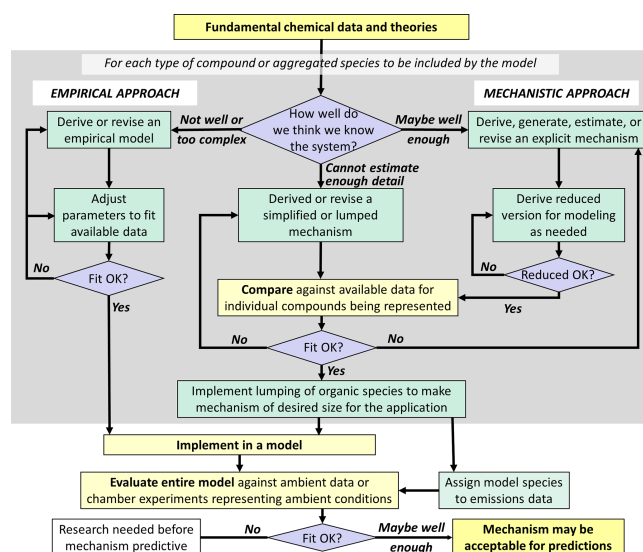 Fundamental chemical data and theories
For each type of compound or aggregated species to be included by the model
EMPIRICAL APPROACH
MECHANISTIC APPROACH
Derive or revise an
empirical model
Not well or
too complex
How well do
we think we know
the system?
Maybe well
enough
Derive, generate, estimate, or
revise an explicit mechanism
Cannot estimate
enough detail
Adjust
parameters to fit
available data
Derived or revise a
simplified or lumped
mechanism
Derive reduced
version for modeling
as needed
No
Fit OK?
Yes
No
Reduced OK?
Yes
Compare against available data for
individual compounds being represented
No
Fit OK?
No
Yes
Implement lumping of organic species to make
mechanism of desired size for the application
Implement in a model
Evaluate entire model against ambient data or
chamber experiments representing ambient conditions
Assign model species
to emissions data
Research needed before
mechanism predictive
No
Fit OK?
Maybe well
enough
Mechanism may be
acceptable for predictions